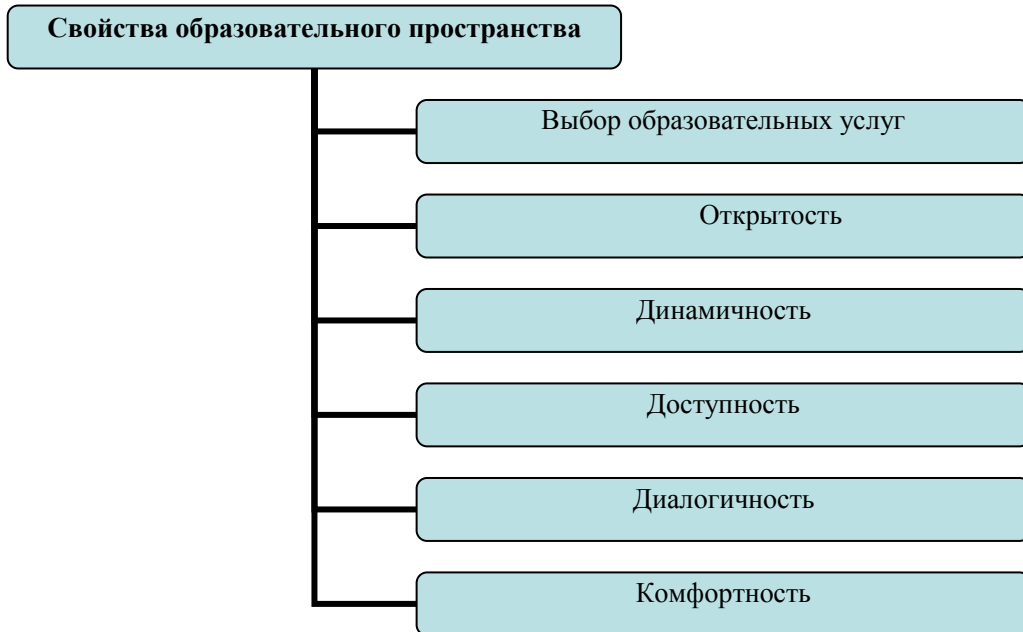 Свойства образовательного пространства
Выбор образовательных услуг
Открытость
Динамичность
Доступность
Диалогичность
Комфортность